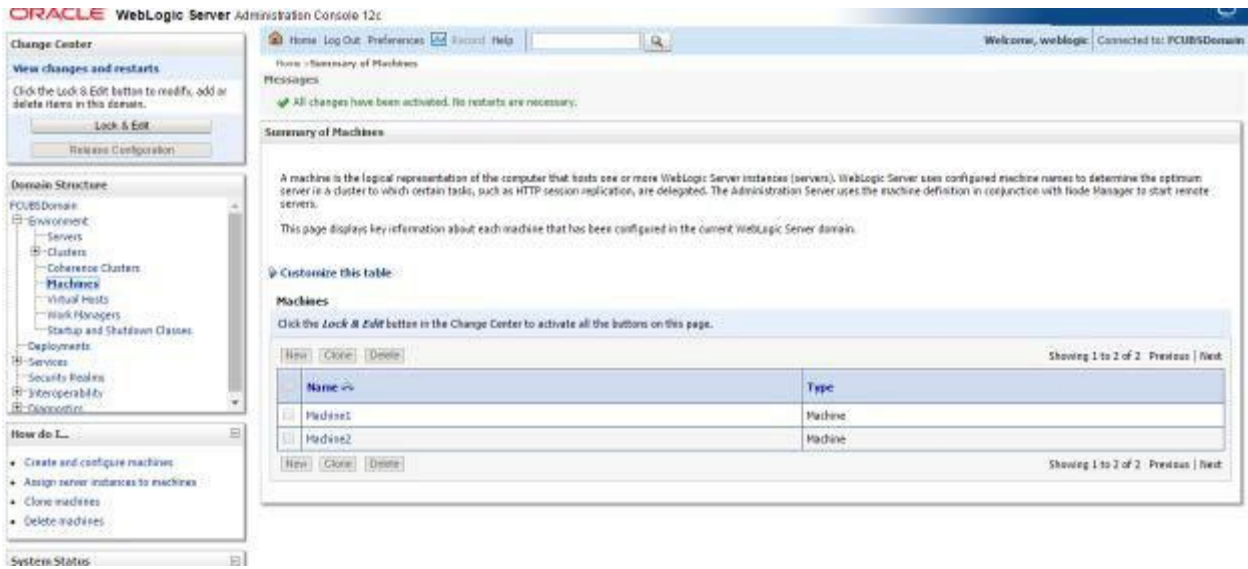 ORACLE WebLogic Server Administration Console 12c
Change Center
View changes and restarts
Click the Lock & Edit button to modify, add or
delete items in this domain.
Lock & Edit
Release Configuration
Domain Structure
FCUBSDomain
Environment
Servers
Clusters
Coherence Clusters
Machines
Virtual Hosts
Work Managers
Startup and Shutdown Classes
Deployments
Services
Security Realms
Interoperability
Diagnostics
How do I...
Create and configure machines
Assign server instances to machines
Clone machines
Delete machines
System Status
Home Log Out Preferences Record Help
Welcome, weblogic Connected to: FCUBSDomain
Home >Summary of Machines
Messages
All changes have been activated. No restarts are necessary.
Summary of Machines
A machine is the logical representation of the computer that hosts one or more WebLogic Server instances (servers). WebLogic Server uses configured machine names to determine the optimum
server in a cluster to which certain tasks, such as HTTP session replication, are delegated. The Administration Server uses the machine definition in conjunction with Node Manager to start remote
servers.
This page displays key information about each machine that has been configured in the current WebLogic Server domain.
Customize this table
Machines
Click the Lock & Edit button in the Change Center to activate all the buttons on this page.
New Clone Delete Showing 1 to 2 of 2 Previous | Next
Name Type
Machine1 Machine
Machine2 Machine
New Clone Delete Showing 1 to 2 of 2 Previous | Next